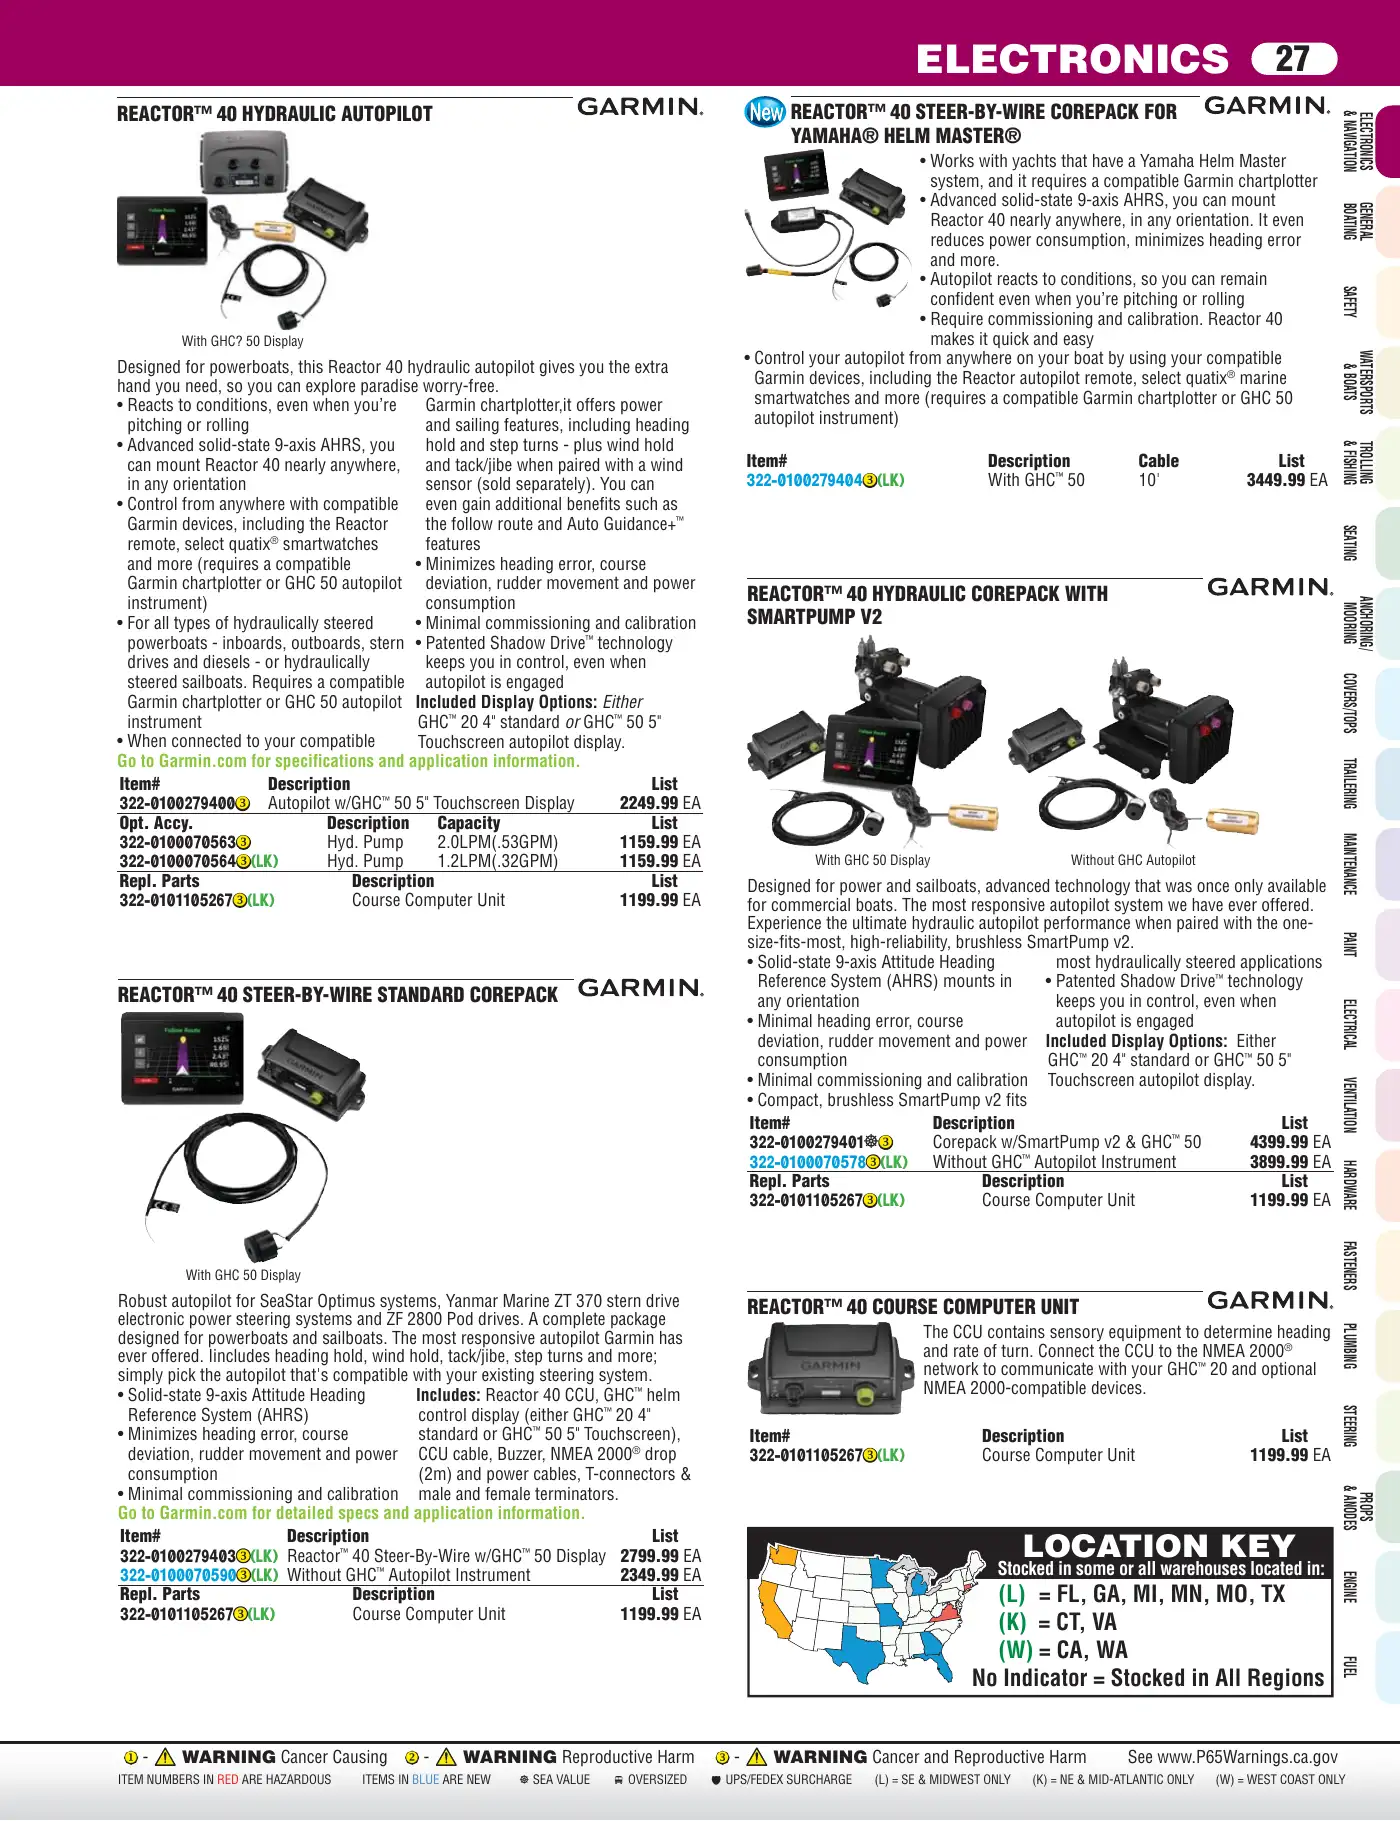 ELECTRONICS 27
REACTOR™ 40 HYDRAULIC AUTOPILOT
GARMIN
With GHC? 50 Display
Designed for powerboats, this Reactor 40 hydraulic autopilot gives you the extra
hand you need, so you can explore paradise worry-free.
• Reacts to conditions, even when you're
pitching or rolling
• Advanced solid-state 9-axis AHRS, you
can mount Reactor 40 nearly anywhere,
in any orientation
• Control from anywhere with compatible
Garmin devices, including the Reactor
remote, select quatix® smartwatches
and more (requires a compatible
Garmin chartplotter or GHC 50 autopilot
instrument)
• For all types of hydraulically steered
powerboats - inboards, outboards, stern
drives and diesels - or hydraulically
steered sailboats. Requires a compatible
Garmin chartplotter or GHC 50 autopilot
instrument
• When connected to your compatible
Garmin chartplotter,it offers power
and sailing features, including heading
hold and step turns - plus wind hold
and tack/jibe when paired with a wind
sensor (sold separately). You can
even gain additional benefits such as
the follow route and Auto Guidance+™
features
• Minimizes heading error, course
deviation, rudder movement and power
consumption
• Minimal commissioning and calibration
• Patented Shadow Drive™ technology
keeps you in control, even when
autopilot is engaged
Included Display Options: Either
GHC™ 20 4" standard or GHC™ 50 5"
Touchscreen autopilot display.
Go to Garmin.com for specifications and application information.
Item# Description List
322-0100279400 3 Autopilot w/GHC™ 50 5" Touchscreen Display 2249.99 EA
Opt. Accy. Description Capacity List
322-0100070563 3 Hyd. Pump 2.0LPM(.53GPM) 1159.99 EA
322-0100070564 3 (LK) Hyd. Pump 1.2LPM(.32GPM) 1159.99 EA
Repl. Parts Description List
322-0101105267 3 (LK) Course Computer Unit 1199.99 EA
REACTOR™ 40 STEER-BY-WIRE STANDARD COREPACK
GARMIN
With GHC 50 Display
Robust autopilot for SeaStar Optimus systems, Yanmar Marine ZT 370 stern drive
electronic power steering systems and ZF 2800 Pod drives. A complete package
designed for powerboats and sailboats. The most responsive autopilot Garmin has
ever offered. Iincludes heading hold, wind hold, tack/jibe, step turns and more;
simply pick the autopilot that's compatible with your existing steering system.
• Solid-state 9-axis Attitude Heading
Reference System (AHRS)
• Minimizes heading error, course
deviation, rudder movement and power
consumption
• Minimal commissioning and calibration
Includes: Reactor 40 CCU, GHC™ helm
control display (either GHC™ 20 4"
standard or GHC™ 50 5" Touchscreen),
CCU cable, Buzzer, NMEA 2000® drop
(2m) and power cables, T-connectors &
male and female terminators.
Go to Garmin.com for detailed specs and application information.
Item# Description List
322-0100279403 3 (LK) Reactor™ 40 Steer-By-Wire w/GHC™ 50 Display 2799.99 EA
322-0100070590 3 (LK) Without GHC™ Autopilot Instrument 2349.99 EA
Repl. Parts Description List
322-0101105267 3 (LK) Course Computer Unit 1199.99 EA
New REACTOR™ 40 STEER-BY-WIRE COREPACK FOR
YAMAHA® HELM MASTER®
GARMIN
• Works with yachts that have a Yamaha Helm Master
system, and it requires a compatible Garmin chartplotter
• Advanced solid-state 9-axis AHRS, you can mount
Reactor 40 nearly anywhere, in any orientation. It even
reduces power consumption, minimizes heading error
and more.
• Autopilot reacts to conditions, so you can remain
confident even when you're pitching or rolling
• Require commissioning and calibration. Reactor 40
makes it quick and easy
• Control your autopilot from anywhere on your boat by using your compatible
Garmin devices, including the Reactor autopilot remote, select quatix® marine
smartwatches and more (requires a compatible Garmin chartplotter or GHC 50
autopilot instrument)
Item# Description Cable List
322-0100279404 3 (LK) With GHC™ 50 10' 3449.99 EA
REACTOR™ 40 HYDRAULIC COREPACK WITH
SMARTPUMP V2
GARMIN
With GHC 50 Display
Without GHC Autopilot
Designed for power and sailboats, advanced technology that was once only available
for commercial boats. The most responsive autopilot system we have ever offered.
Experience the ultimate hydraulic autopilot performance when paired with the one-
size-fits-most, high-reliability, brushless SmartPump v2.
• Solid-state 9-axis Attitude Heading
Reference System (AHRS) mounts in
any orientation
• Minimal heading error, course
deviation, rudder movement and power
consumption
• Minimal commissioning and calibration
• Compact, brushless SmartPump v2 fits
most hydraulically steered applications
• Patented Shadow Drive™ technology
keeps you in control, even when
autopilot is engaged
Included Display Options: Either
GHC™ 20 4" standard or GHC™ 50 5"
Touchscreen autopilot display.
Item# Description List
322-0100279401 3 Corepack w/SmartPump v2 & GHC™ 50 4399.99 EA
322-0100070578 3 (LK) Without GHC™ Autopilot Instrument 3899.99 EA
Repl. Parts Description List
322-0101105267 3 (LK) Course Computer Unit 1199.99 EA
REACTOR™ 40 COURSE COMPUTER UNIT
GARMIN
The CCU contains sensory equipment to determine heading
and rate of turn. Connect the CCU to the NMEA 2000®
network to communicate with your GHC™ 20 and optional
NMEA 2000-compatible devices.
Item# Description List
322-0101105267 3 (LK) Course Computer Unit 1199.99 EA
LOCATION KEY
Stocked in some or all warehouses located in:
(L) = FL, GA, MI, MN, MO, TX
(K) = CT, VA
(W) = CA, WA
No Indicator = Stocked in All Regions
ELECTRONICS
& NAVIGATION
GENERAL
BOATING
SAFETY
WATERSPORTS
& BOATS
TROLLING
& FISHING
SEATING
ANCHORING/
MOORING
COVERS/TOPS
TRAILERING
MAINTENANCE
PAINT
ELECTRICAL
VENTILATION
HARDWARE
FASTENERS
PLUMBING
STEERING
PROPS
& ANODES
ENGINE
FUEL
1 - WARNING Cancer Causing 2 - WARNING Reproductive Harm 3 - WARNING Cancer and Reproductive Harm See www.P65Warnings.ca.gov
ITEM NUMBERS IN RED ARE HAZARDOUS ITEMS IN BLUE ARE NEW SEA VALUE OVERSIZED UPS/FEDEX SURCHARGE (L) = SE & MIDWEST ONLY (K) = NE & MID-ATLANTIC ONLY (W) = WEST COAST ONLY